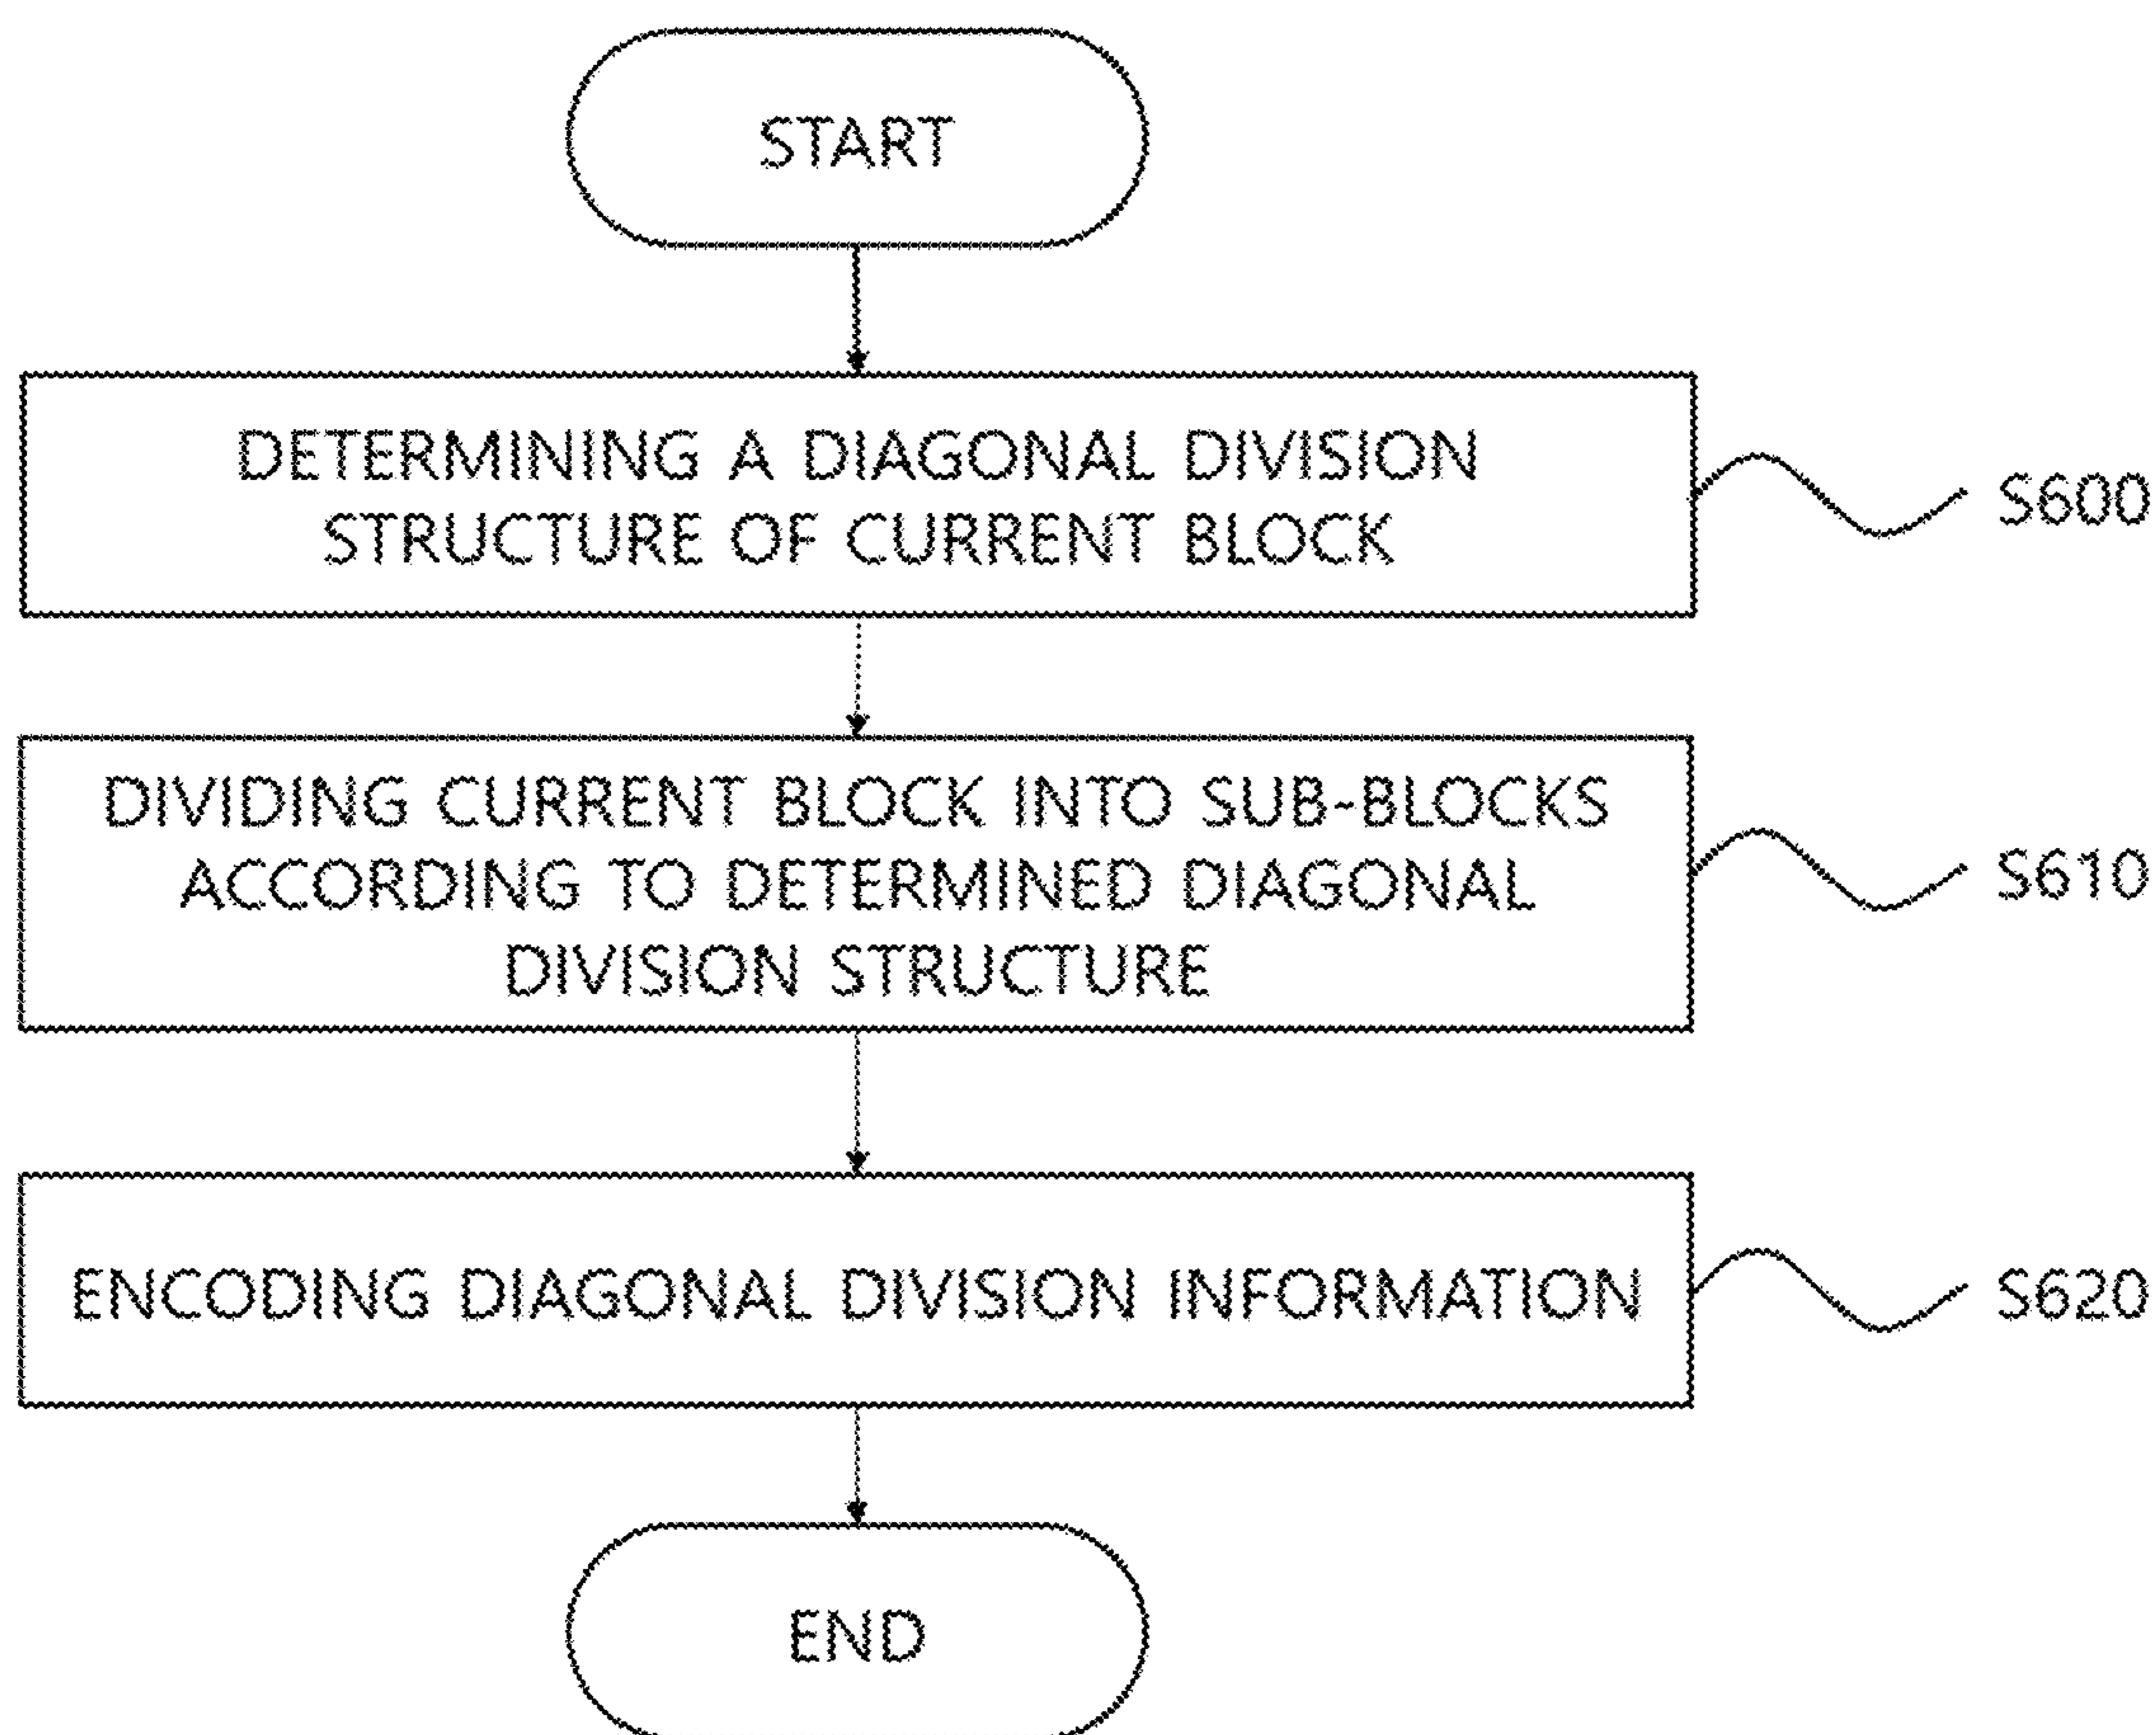 START
DETERMINING A DIAGONAL DIVISION
STRUCTURE OF CURRENT BLOCK
S600
DIVIDING CURRENT BLOCK INTO SUB-BLOCKS
ACCORDING TO DETERMINED DIAGONAL
DIVISION STRUCTURE
S610
ENCODING DIAGONAL DIVISION INFORMATION
S620
END